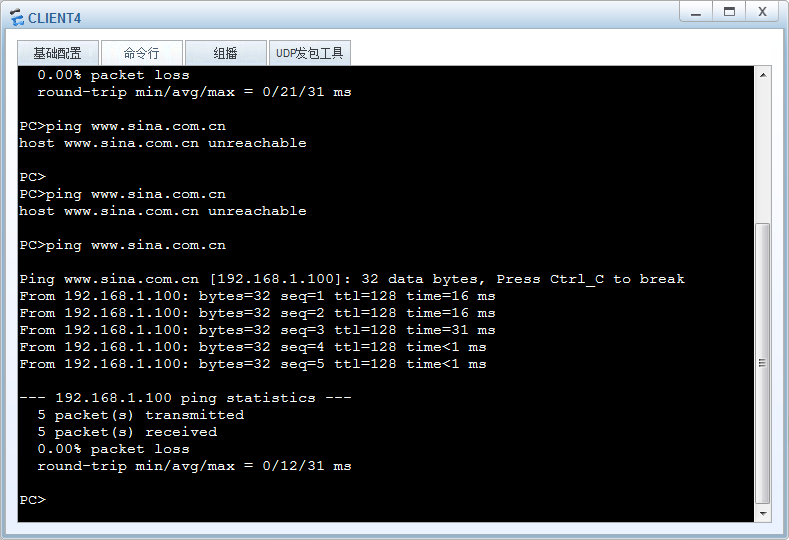 CLIENT4
X
基础配置 命令行 组播 UDP发包工具
0.00% packet loss
round-trip min/avg/max = 0/21/31 ms
PC>ping www.sina.com.cn
host www.sina.com.cn unreachable
PC>
PC>ping www.sina.com.cn
host www.sina.com.cn unreachable
PC>ping www.sina.com.cn
Ping www.sina.com.cn [192.168.1.100]: 32 data bytes, Press Ctrl_C to break
From 192.168.1.100: bytes=32 seq=1 ttl=128 time=16 ms
From 192.168.1.100: bytes=32 seq=2 ttl=128 time=16 ms
From 192.168.1.100: bytes=32 seq=3 ttl=128 time=31 ms
From 192.168.1.100: bytes=32 seq=4 ttl=128 time<1 ms
From 192.168.1.100: bytes=32 seq=5 ttl=128 time<1 ms
--- 192.168.1.100 ping statistics ---
5 packet(s) transmitted
5 packet(s) received
0.00% packet loss
round-trip min/avg/max = 0/12/31 ms
PC>